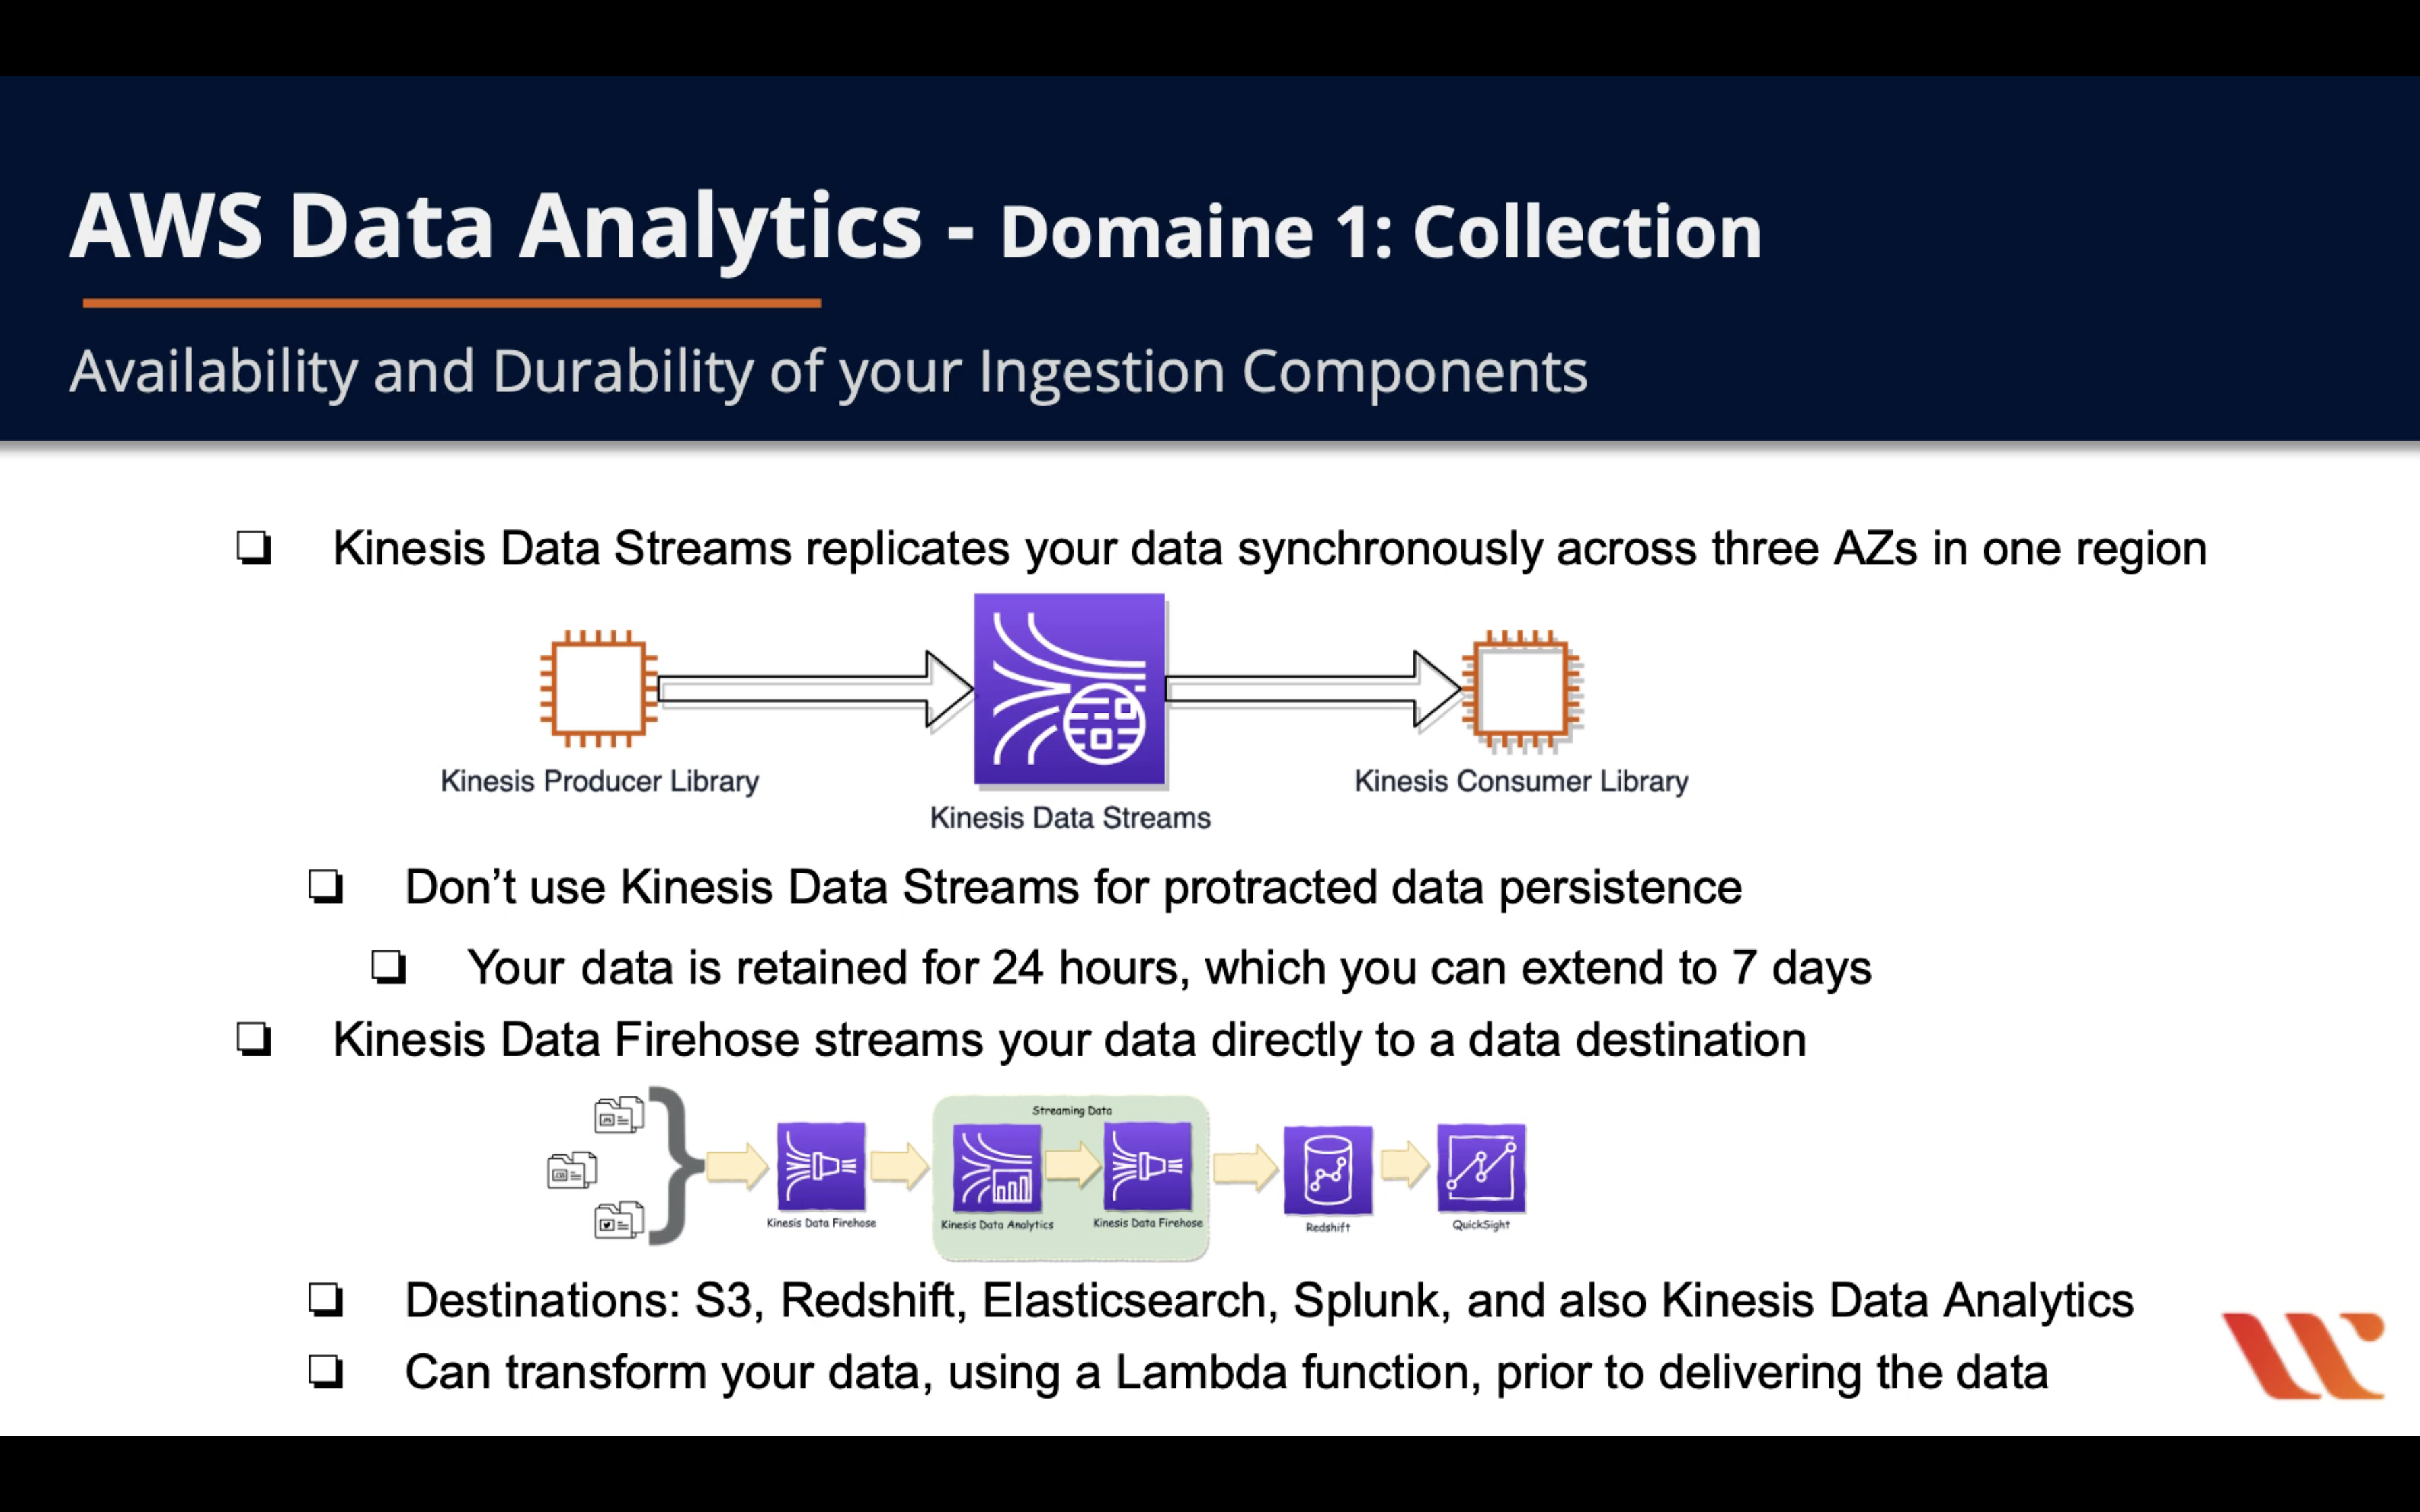 AWS Data Analytics - Domaine 1: Collection
Availability and Durability of your Ingestion Components
Kinesis Data Streams replicates your data synchronously across three AZs in one region
Kinesis Producer Library
Kinesis Data Streams
Kinesis Consumer Library
Don't use Kinesis Data Streams for protracted data persistence
Your data is retained for 24 hours, which you can extend to 7 days
Kinesis Data Firehose streams your data directly to a data destination
Streaming Data
Kinesis Data Firehose
Kinesis Data Analytics
Kinesis Data Firehose
Redshift
QuickSight
Destinations: S3, Redshift, Elasticsearch, Splunk, and also Kinesis Data Analytics
Can transform your data, using a Lambda function, prior to delivering the data